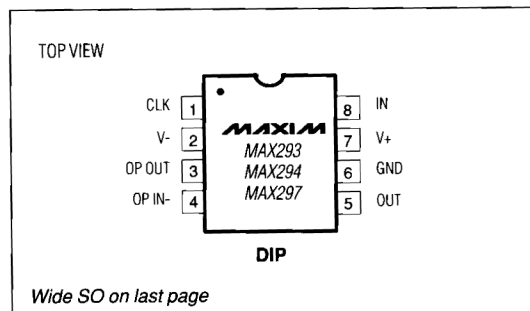 TOP VIEW
CLK 1 8 IN
V- 2 MAXIM 7 V+
MAX293
OP OUT 3 MAX294 6 GND
OP IN- 4 MAX297 5 OUT
DIP
Wide SO on last page